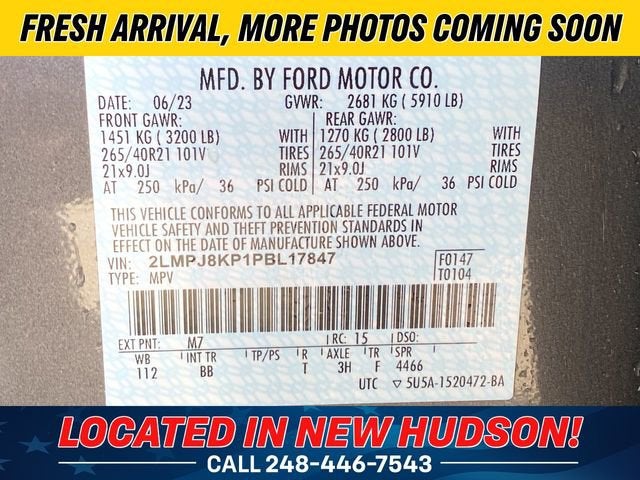 FRESH ARRIVAL, MORE PHOTOS COMING SOON
MFD. BY FORD MOTOR CO.
DATE: 06/23 GVWR: 2681 KG ( 5910 LB)
FRONT GAWR: REAR GAWR:
1451 KG ( 3200 LB) WITH 1270 KG ( 2800 LB) WITH
265/40R21 101V TIRES 265/40R21 101V TIRES
21x9.0J RIMS 21x9.0J RIMS
AT 250 kPa/ 36 PSI COLD AT 250 kPa/ 36 PSI COLD
THIS VEHICLE CONFORMS TO ALL APPLICABLE FEDERAL MOTOR
VEHICLE SAFETY AND THEFT PREVENTION STANDARDS IN
EFFECT ON THE DATE OF MANUFACTURE SHOWN ABOVE.
VIN: 2LMPJ8KP1PBL17847 F0147
TYPE: MPV T0104
EXT PNT: M7 RC: 15 DSO:
WB INT TR TP/PS R AXLE TR SPR
112 BB T 3H F 4466
UTC ▽ 5U5A-1520472-BA
LOCATED IN NEW HUDSON!
CALL 248-446-7543